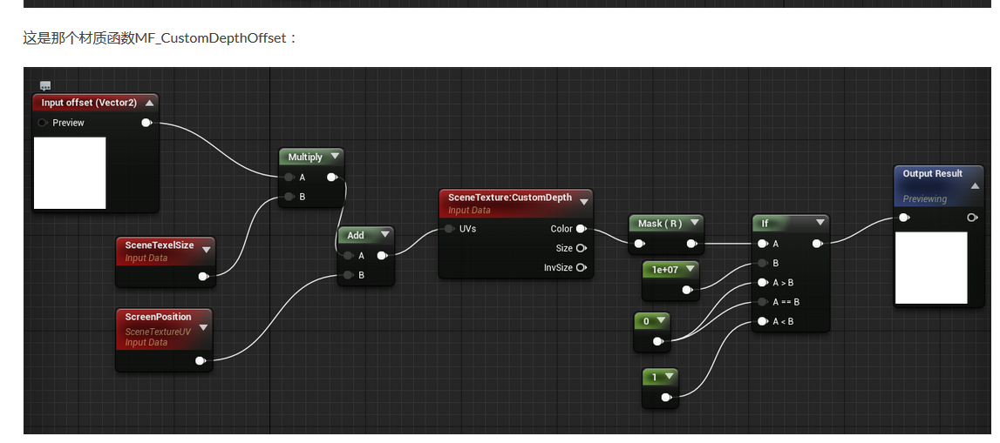 这是那个材质函数MF_CustomDepthOffset：
Input offset (Vector2)
Preview
Multiply
A
B
SceneTexelSize
Input Data
ScreenPosition
SceneTextureUV
Input Data
Add
A
B
SceneTexture:CustomDepth
Input Data
UVs
Color
Size
InvSize
Mask ( R )
1e+07
0
1
If
A
B
A > B
A == B
A < B
Output Result
Previewing